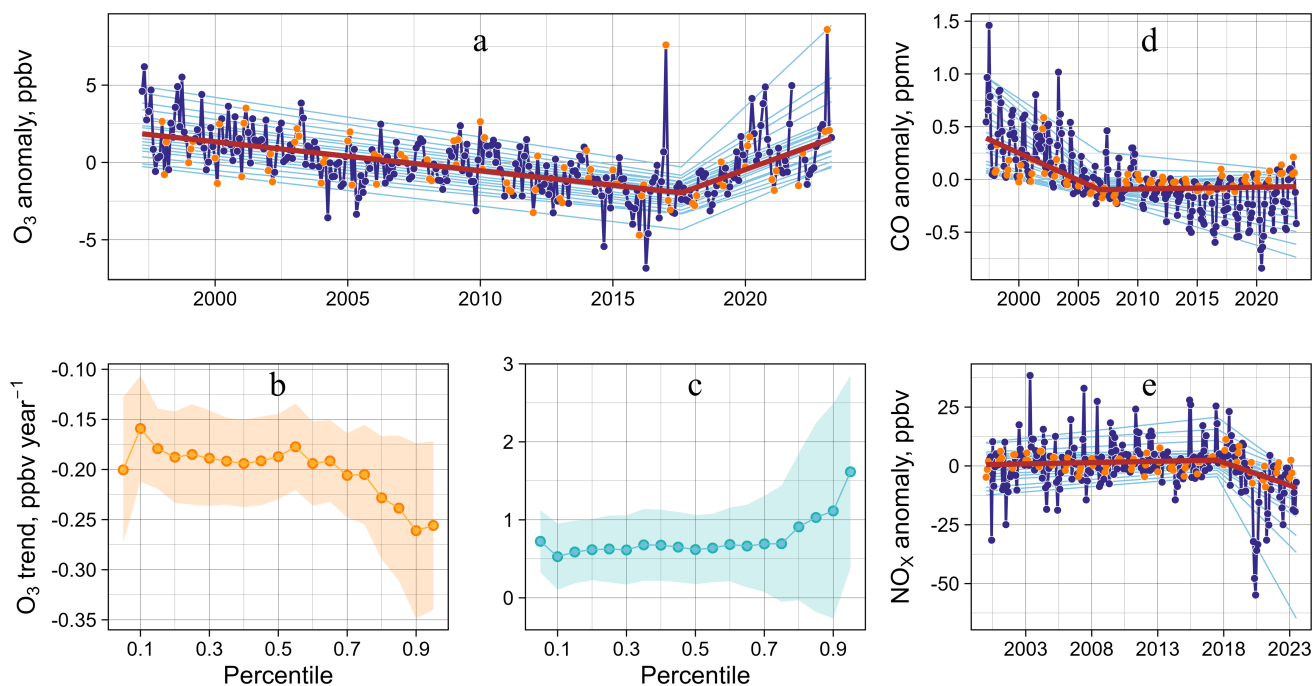 a
O₃ anomaly, ppbv
5
0
-5
2000 2005 2010 2015 2020
d
CO anomaly, ppmv
1.5
1.0
0.5
0.0
-0.5
2000 2005 2010 2015 2020
b
O₃ trend, ppbv year⁻¹
-0.10
-0.15
-0.20
-0.25
-0.30
-0.35
0.1 0.3 0.5 0.7 0.9
Percentile
c
3
2
1
0
0.1 0.3 0.5 0.7 0.9
Percentile
e
NOX anomaly, ppbv
25
0
-25
-50
2003 2008 2013 2018 2023